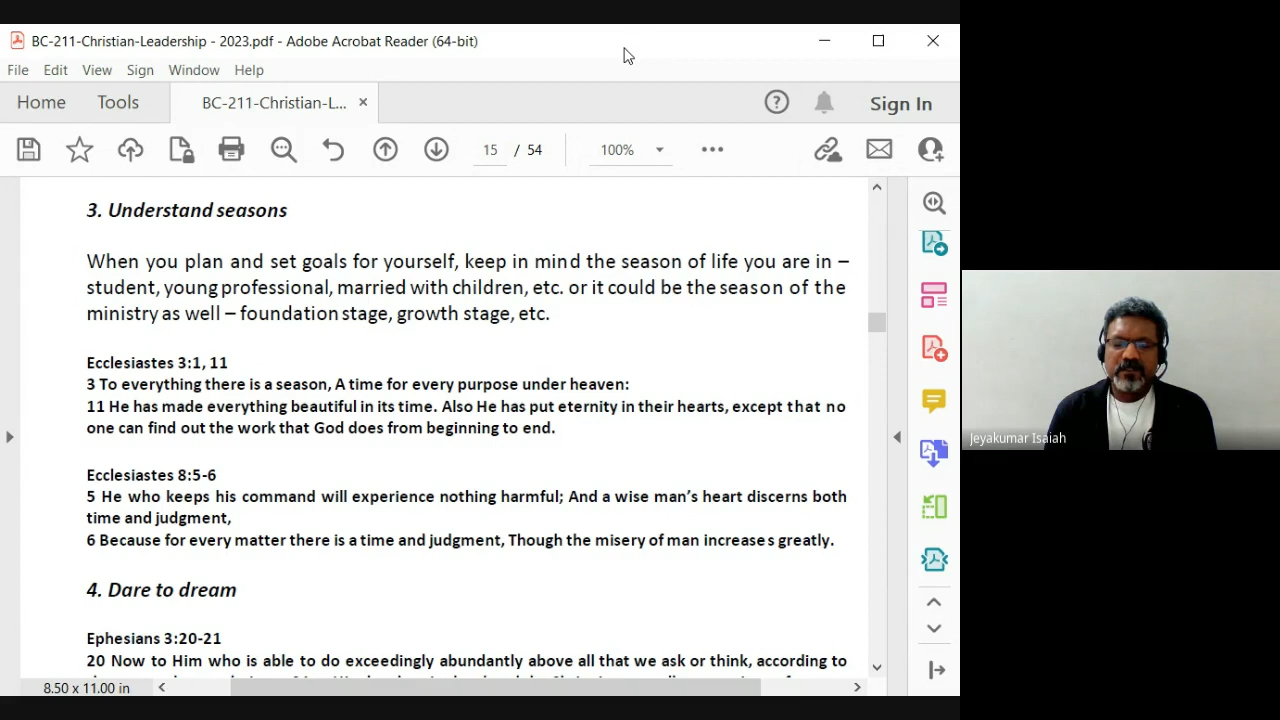 BC-211-Christian-Leadership - 2023.pdf - Adobe Acrobat Reader (64-bit)
File Edit View Sign Window Help
Home Tools BC-211-Christian-L... × Sign In
15 / 54 100%
3. Understand seasons
When you plan and set goals for yourself, keep in mind the season of life you are in –
student, young professional, married with children, etc. or it could be the season of the
ministry as well – foundation stage, growth stage, etc.
Ecclesiastes 3:1, 11
3 To everything there is a season, A time for every purpose under heaven:
11 He has made everything beautiful in its time. Also He has put eternity in their hearts, except that no
one can find out the work that God does from beginning to end.
Ecclesiastes 8:5-6
5 He who keeps his command will experience nothing harmful; And a wise man's heart discerns both
time and judgment,
6 Because for every matter there is a time and judgment, Though the misery of man increases greatly.
4. Dare to dream
Ephesians 3:20-21
20 Now to Him who is able to do exceedingly abundantly above all that we ask or think, according to
8.50 x 11.00 in
Jeyakumar Isaiah